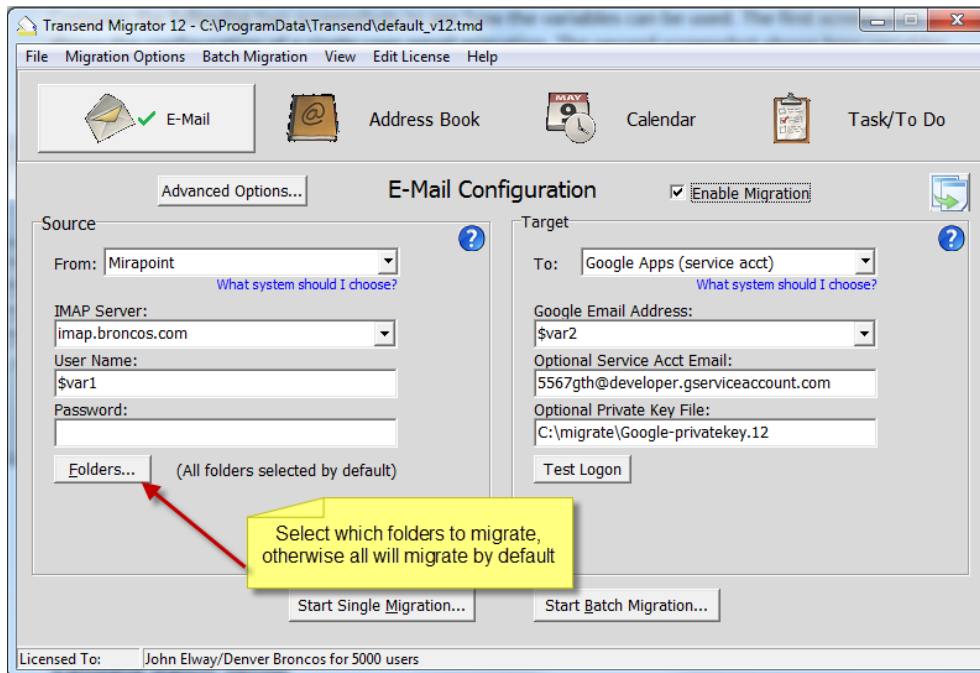 Transend Migrator 12 - C:\ProgramData\Transend\default_v12.tmd
File Migration Options Batch Migration View Edit License Help
E-Mail Address Book MAY 9 Calendar Task/To Do
Advanced Options... E-Mail Configuration Enable Migration
Source
From: Mirapoint
What system should I choose?
IMAP Server:
imap.broncos.com
User Name:
$var1
Password:
Folders... (All folders selected by default)
Target
To: Google Apps (service acct)
What system should I choose?
Google Email Address:
$var2
Optional Service Acct Email:
5567gth@developer.gserviceaccount.com
Optional Private Key File:
C:\migrate\Google-privatekey.12
Test Logon
Select which folders to migrate,
otherwise all will migrate by default
Start Single Migration... Start Batch Migration...
Licensed To: John Elway/Denver Broncos for 5000 users